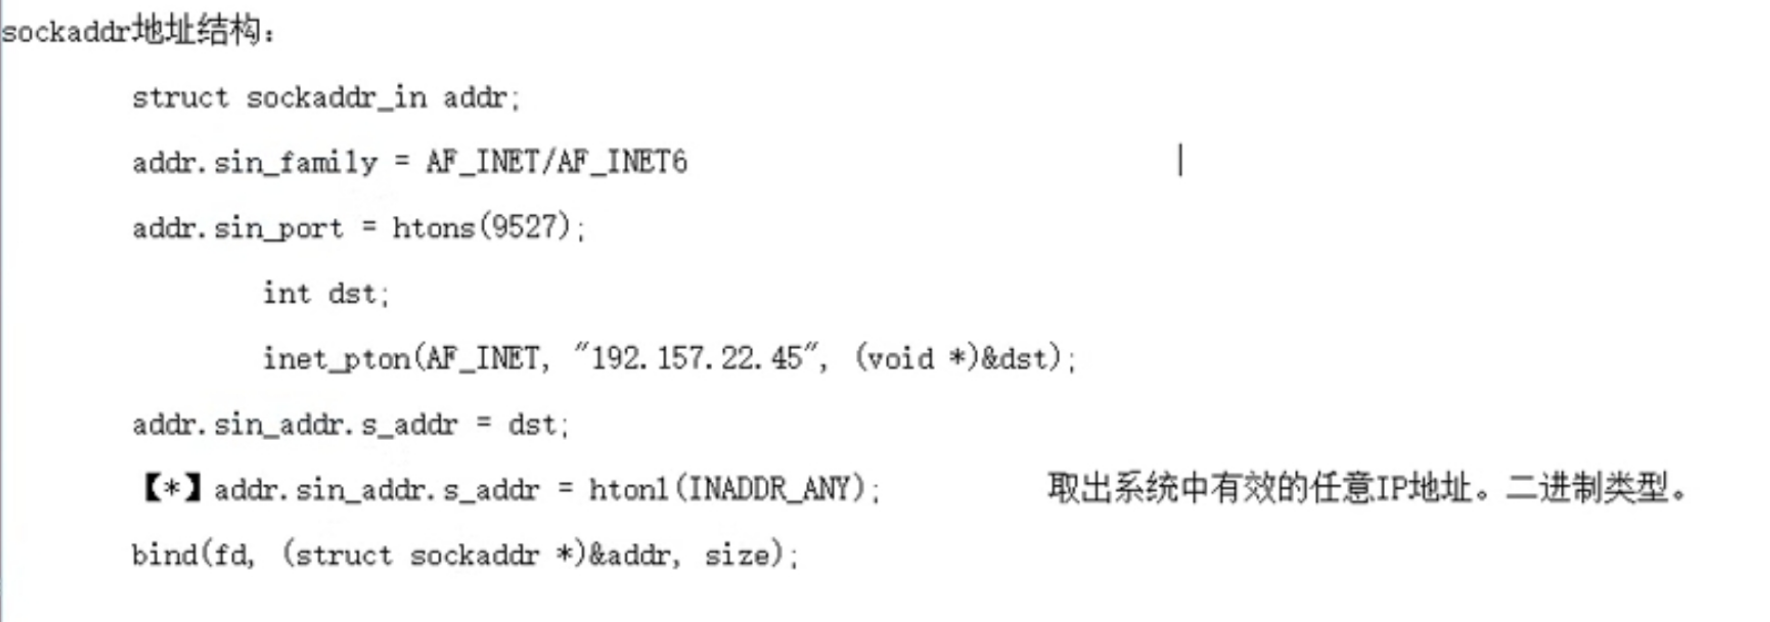 sockaddr地址结构：
struct sockaddr_in addr;
addr.sin_family = AF_INET/AF_INET6
addr.sin_port = htons(9527);
int dst;
inet_pton(AF_INET, "192.157.22.45", (void *)&dst);
addr.sin_addr.s_addr = dst;
【*】addr.sin_addr.s_addr = htonl(INADDR_ANY); 取出系统中有效的任意IP地址。二进制类型。
bind(fd, (struct sockaddr *)&addr, size);